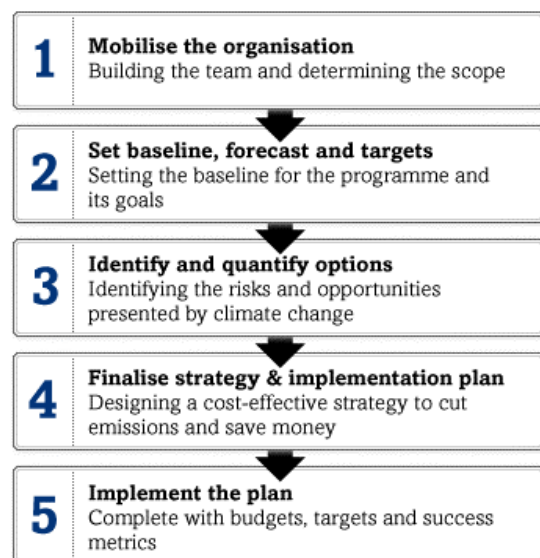 1
Mobilise the organisation
Building the team and determining the scope
2
Set baseline, forecast and targets
Setting the baseline for the programme and
its goals
3
Identify and quantify options
Identifying the risks and opportunities
presented by climate change
4
Finalise strategy & implementation plan
Designing a cost-effective strategy to cut
emissions and save money
5
Implement the plan
Complete with budgets, targets and success
metrics